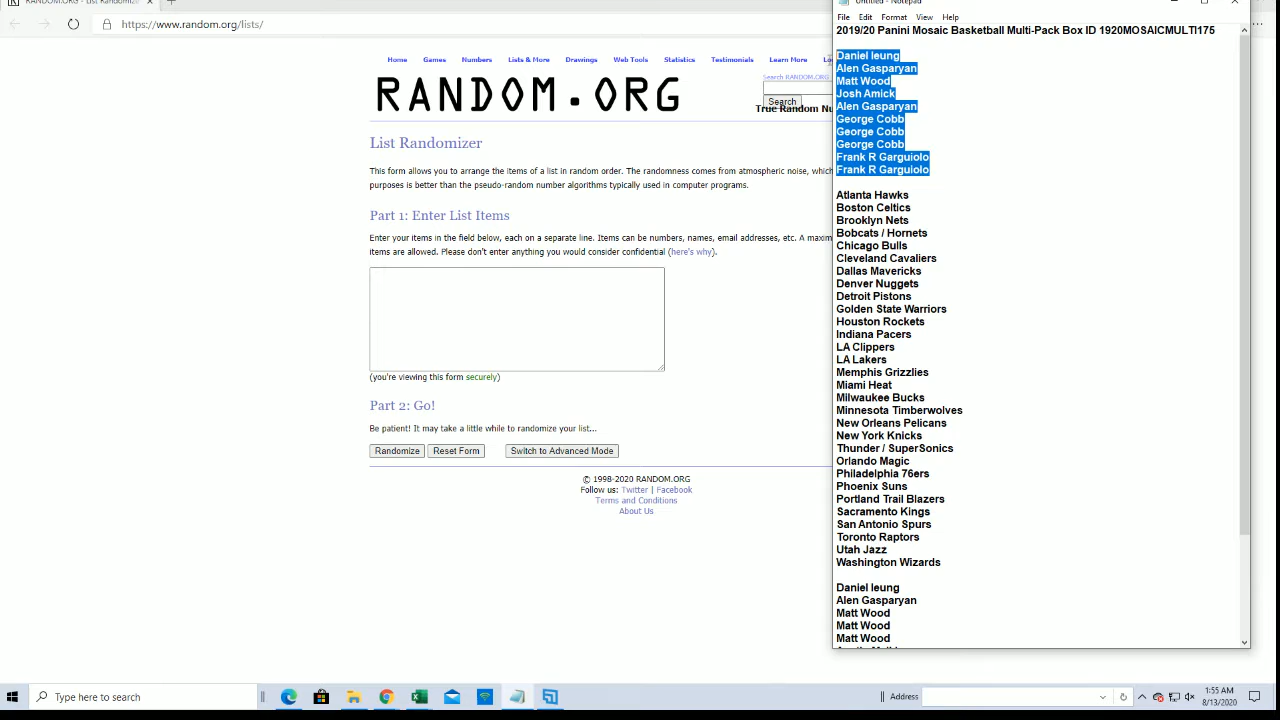 RANDOM.ORG - List Randomiz
https://www.random.org/lists/
Home Games Numbers Lists & More Drawings Web Tools Statistics Testimonials Learn More
RANDOM.ORG
Search RANDOM.ORG
Search
True Random Nu
List Randomizer
This form allows you to arrange the items of a list in random order. The randomness comes from atmospheric noise, which
purposes is better than the pseudo-random number algorithms typically used in computer programs.
Part 1: Enter List Items
Enter your items in the field below, each on a separate line. Items can be numbers, names, email addresses, etc. A maxim
items are allowed. Please don't enter anything you would consider confidential (here's why).
(you're viewing this form securely)
Part 2: Go!
Be patient! It may take a little while to randomize your list...
Randomize Reset Form Switch to Advanced Mode
© 1998-2020 RANDOM.ORG
Follow us: Twitter | Facebook
Terms and Conditions
About Us
Untitled - Notepad
File Edit Format View Help
2019/20 Panini Mosaic Basketball Multi-Pack Box ID 1920MOSAICMULTI175
Daniel leung
Alen Gasparyan
Matt Wood
Josh Amick
Alen Gasparyan
George Cobb
George Cobb
George Cobb
Frank R Garguiolo
Frank R Garguiolo
Atlanta Hawks
Boston Celtics
Brooklyn Nets
Bobcats / Hornets
Chicago Bulls
Cleveland Cavaliers
Dallas Mavericks
Denver Nuggets
Detroit Pistons
Golden State Warriors
Houston Rockets
Indiana Pacers
LA Clippers
LA Lakers
Memphis Grizzlies
Miami Heat
Milwaukee Bucks
Minnesota Timberwolves
New Orleans Pelicans
New York Knicks
Thunder / SuperSonics
Orlando Magic
Philadelphia 76ers
Phoenix Suns
Portland Trail Blazers
Sacramento Kings
San Antonio Spurs
Toronto Raptors
Utah Jazz
Washington Wizards
Daniel leung
Alen Gasparyan
Matt Wood
Matt Wood
Matt Wood
Type here to search
Address
1:55 AM
8/13/2020